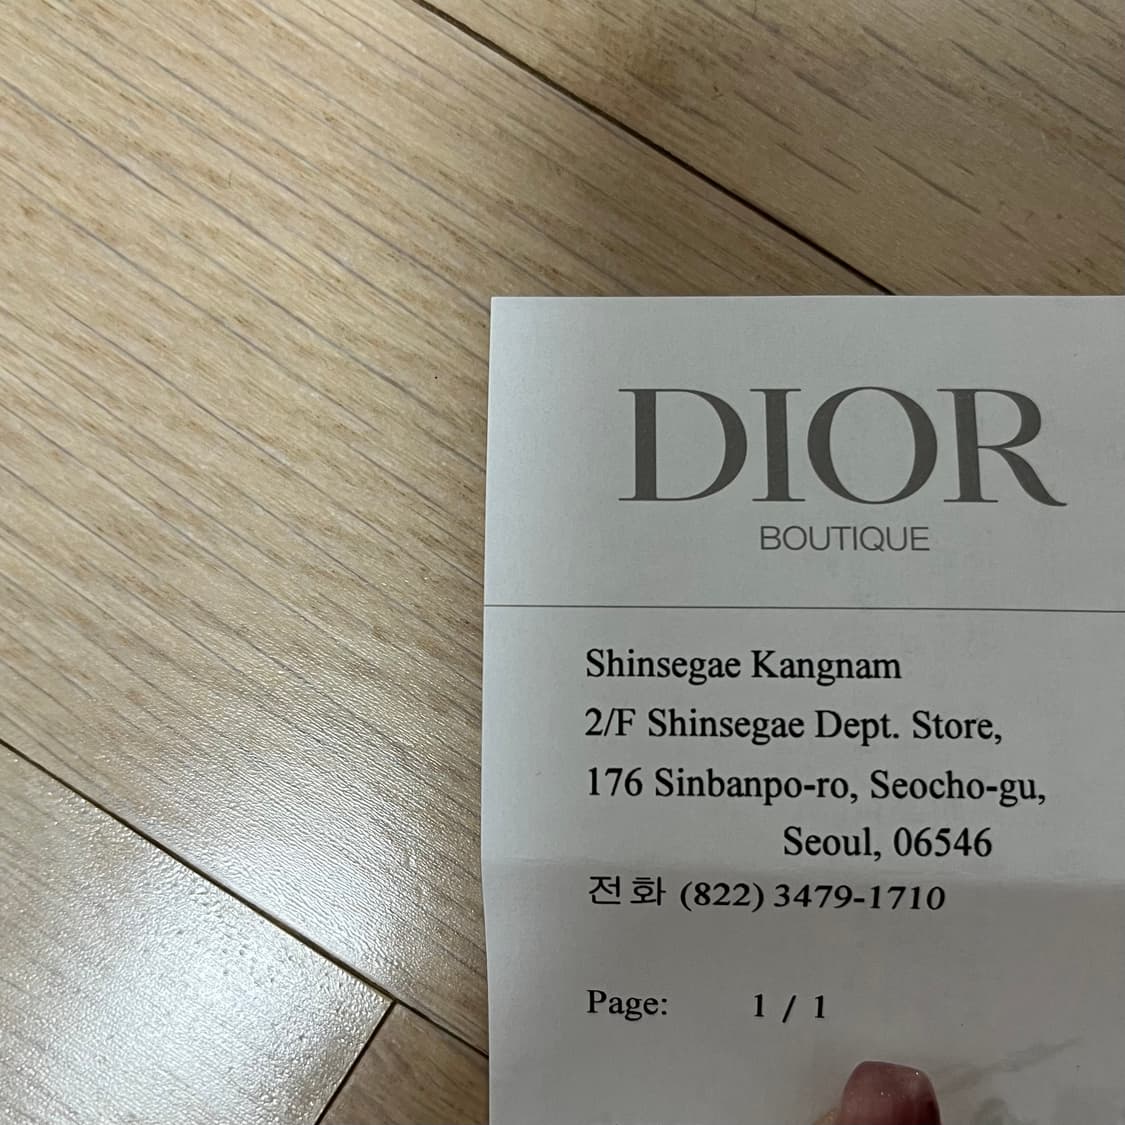 DIOR
BOUTIQUE
Shinsegae Kangnam
2/F Shinsegae Dept. Store,
176 Sinbanpo-ro, Seocho-gu,
Seoul, 06546
전 화 (822) 3479-1710
Page: 1 / 1